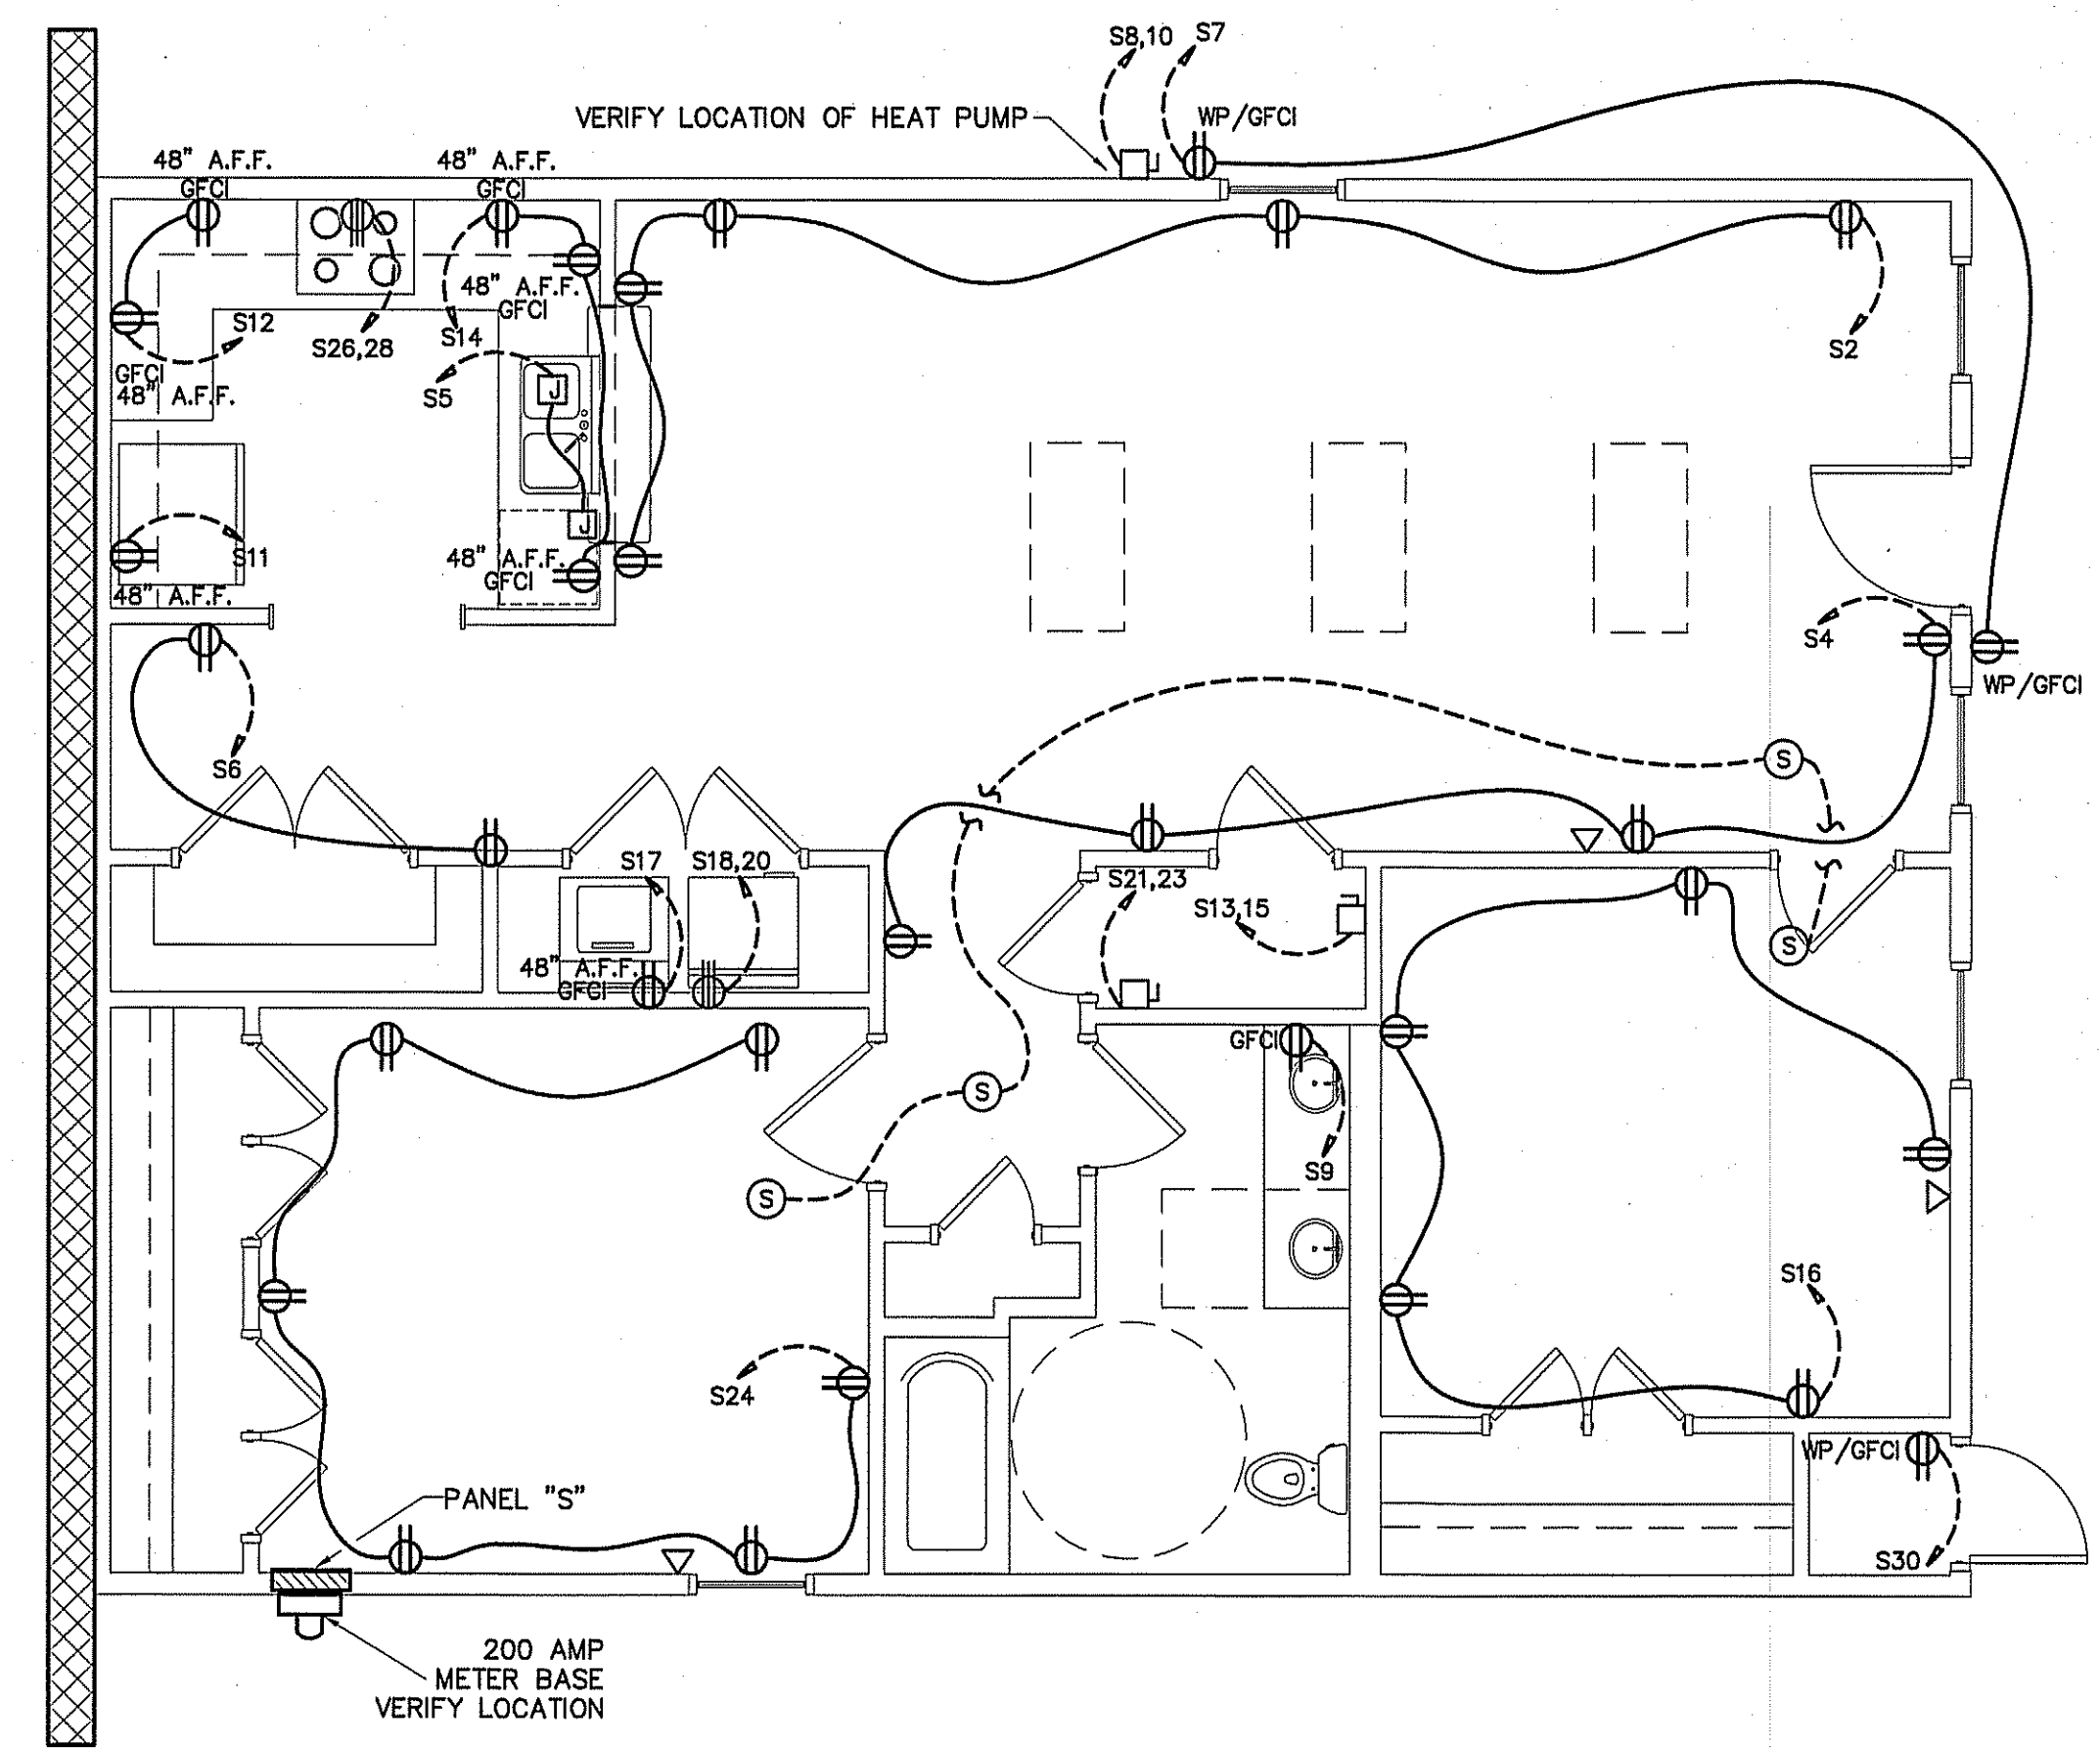 S8,10
S7
VERIFY LOCATION OF HEAT PUMP
WP/GFCI
48" A.F.F.
GFCI
48" A.F.F.
GFCI
48" A.F.F.
GFCI
S12
S26,28
S14
S5
S2
GFCI
48" A.F.F.
J
J
S11
48" A.F.F.
GFCI
48" A.F.F.
S4
WP/GFCI
S6
S
S17
S18,20
S21,23
S13,15
S
48" A.F.F.
GFCI
GFCI
S
S9
S
S16
S24
WP/GFCI
PANEL "S"
S30
200 AMP
METER BASE
VERIFY LOCATION